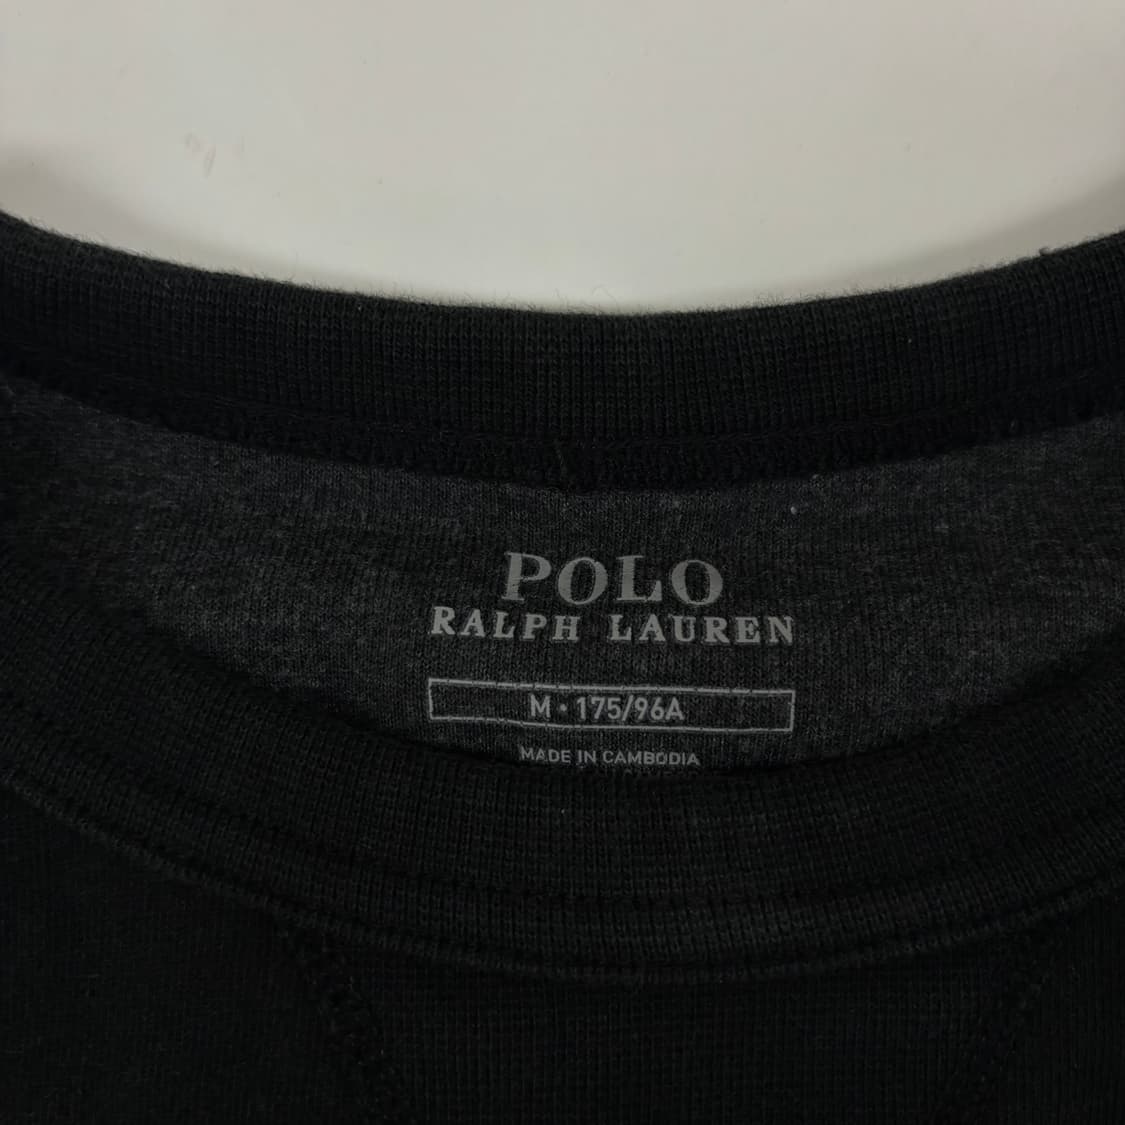 POLO
RALPH LAUREN
M • 175/96A
MADE IN CAMBODIA